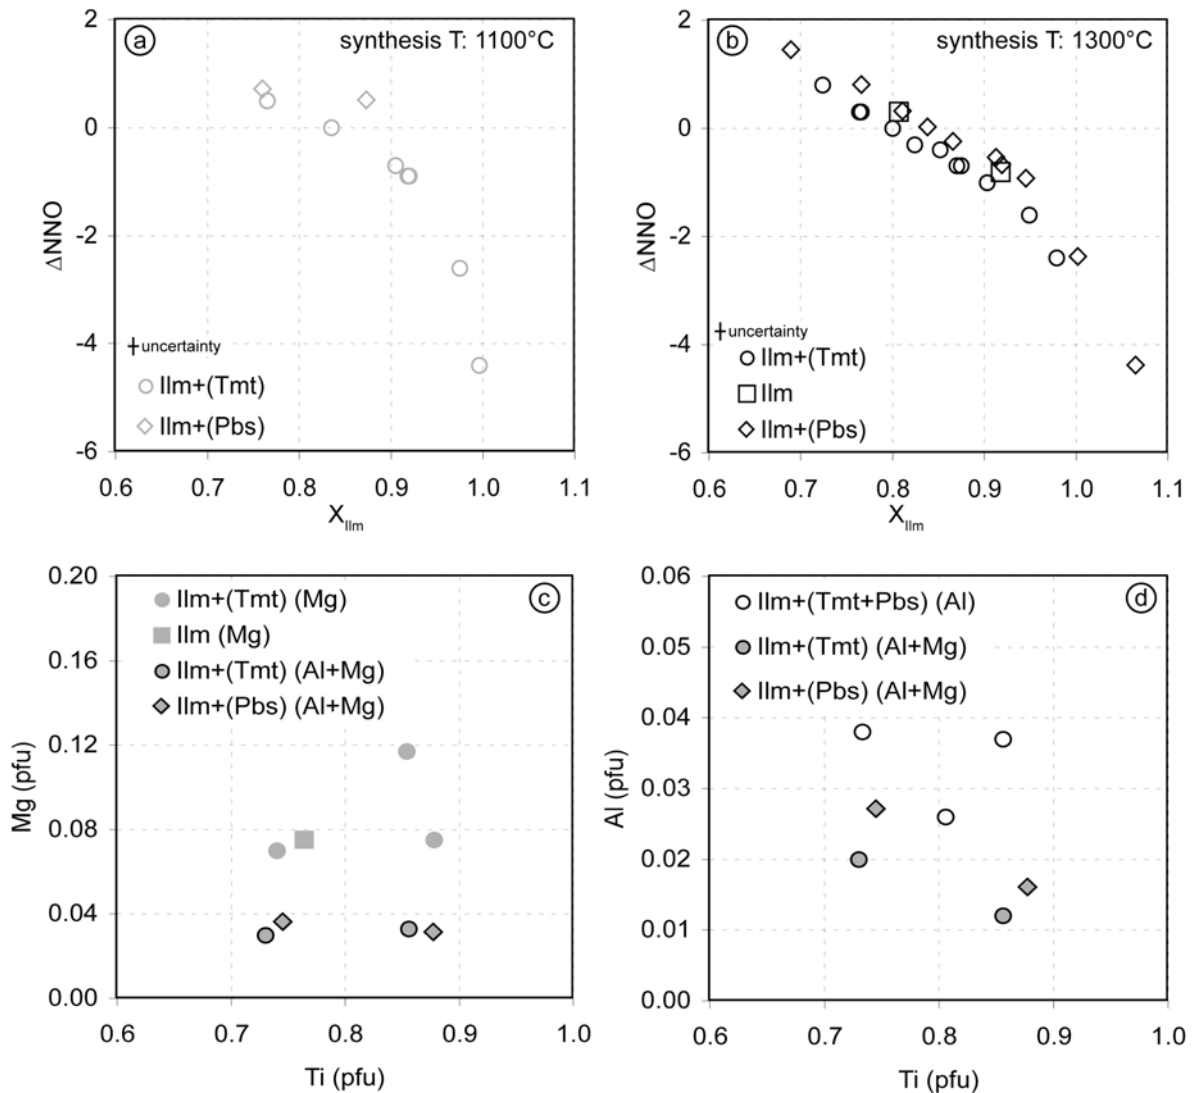 a
synthesis T: 1100°C
2
0
-2
-4
-6
ΔNNO
uncertainty
Ilm+(Tmt)
Ilm+(Pbs)
0.6 0.7 0.8 0.9 1.0 1.1
XIlm
b
synthesis T: 1300°C
2
0
-2
-4
-6
ΔNNO
uncertainty
Ilm+(Tmt)
Ilm
Ilm+(Pbs)
0.6 0.7 0.8 0.9 1.0 1.1
XIlm
c
Ilm+(Tmt) (Mg)
Ilm (Mg)
Ilm+(Tmt) (Al+Mg)
Ilm+(Pbs) (Al+Mg)
0.20
0.16
0.12
0.08
0.04
0.00
Mg (pfu)
0.6 0.7 0.8 0.9 1.0
Ti (pfu)
d
Ilm+(Tmt+Pbs) (Al)
Ilm+(Tmt) (Al+Mg)
Ilm+(Pbs) (Al+Mg)
0.06
0.05
0.04
0.03
0.02
0.01
0.00
Al (pfu)
0.6 0.7 0.8 0.9 1.0
Ti (pfu)